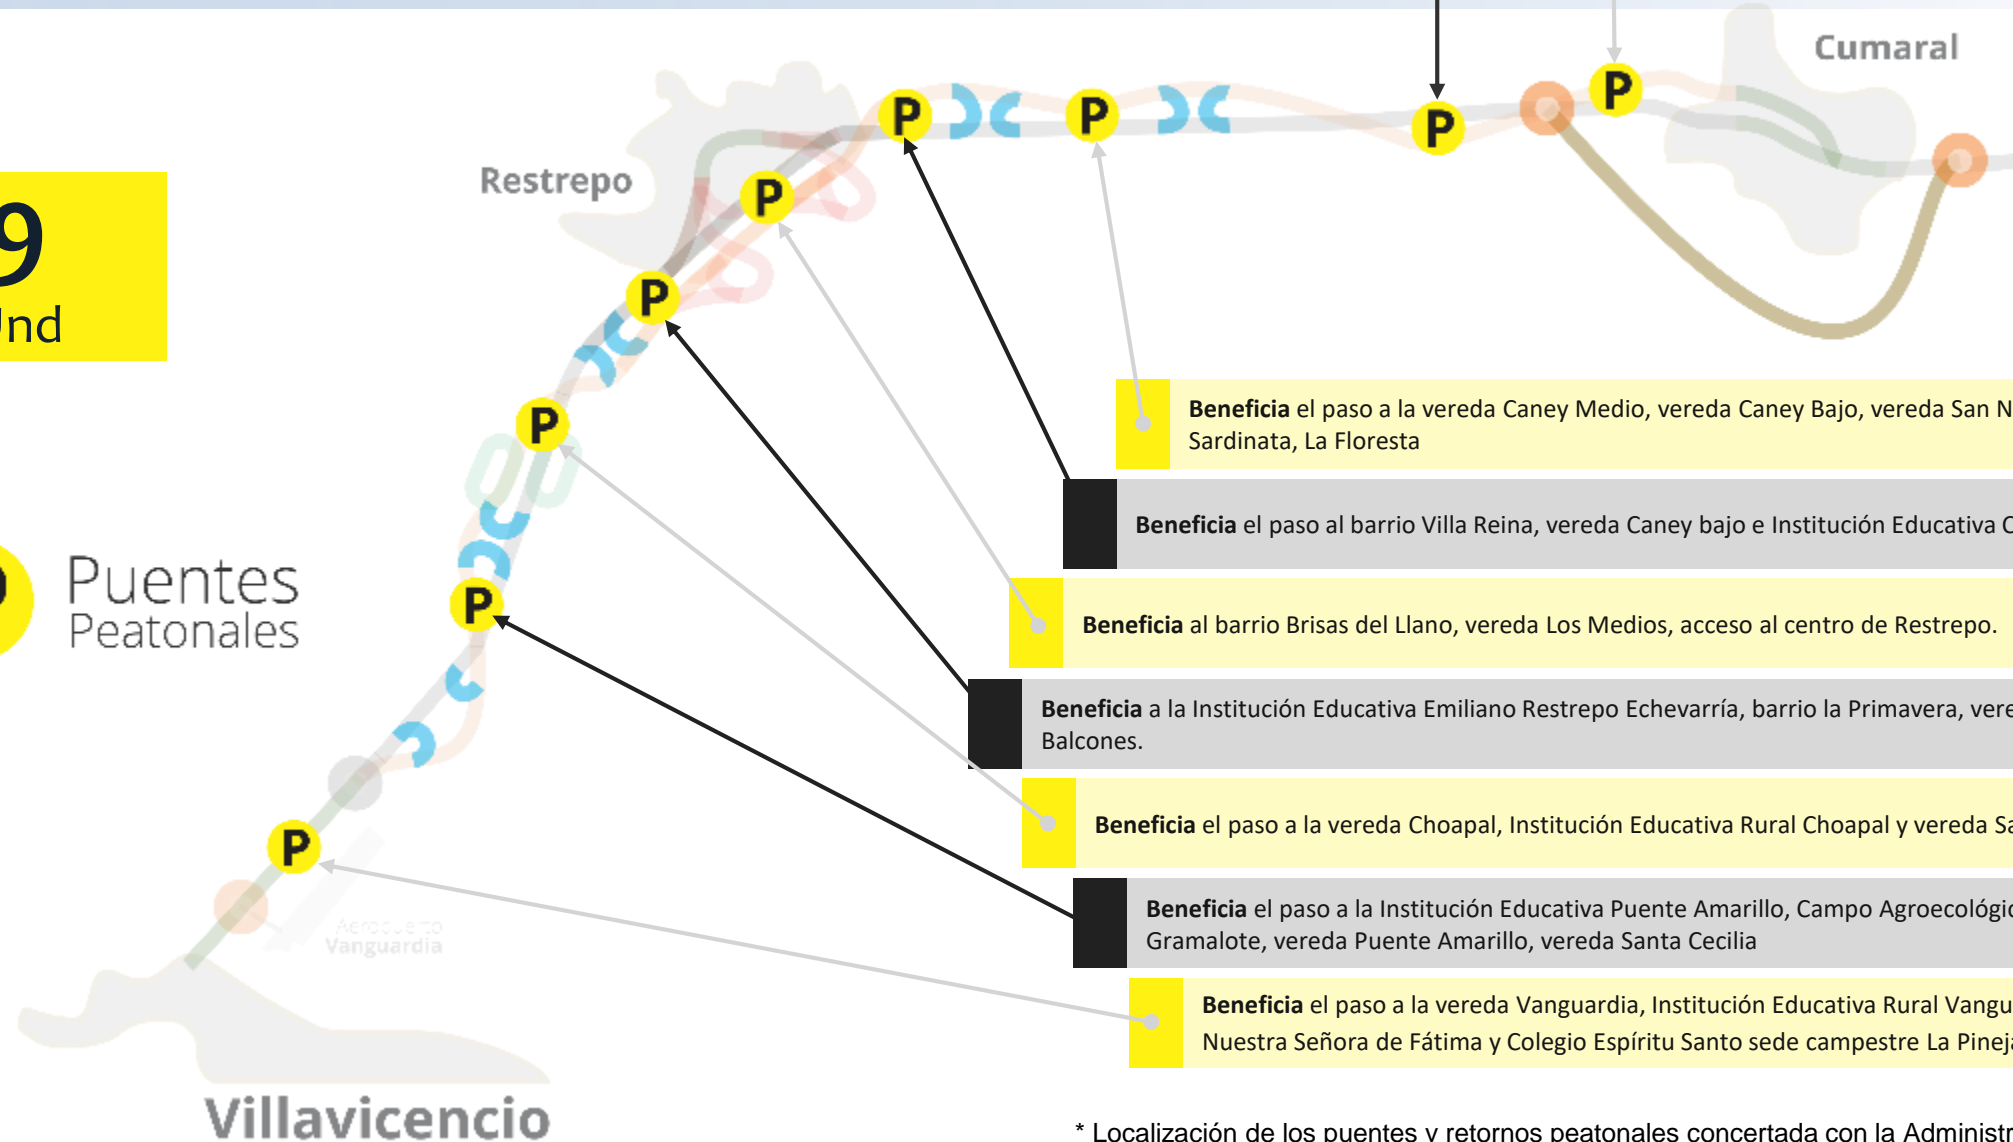 Cumaral
P
P
P
P
P
Restrepo
P
9
P
Und
Beneficia el paso a la vereda Caney Medio, vereda Caney Bajo, vereda San N
Sardinata, La Floresta
P
Beneficia el paso al barrio Villa Reina, vereda Caney bajo e Institución Educativa
Puentes
Peatonales
P
Beneficia al barrio Brisas del Llano, vereda Los Medios, acceso al centro de Restrepo.
Beneficia a la Institución Educativa Emiliano Restrepo Echevarría, barrio la Primavera, vere
Balcones.
Beneficia el paso a la vereda Choapal, Institución Educativa Rural Choapal y vereda Sa
P
Aeropuerto
Vanguardia
Beneficia el paso a la Institución Educativa Puente Amarillo, Campo Agroecológic
Gramalote, vereda Puente Amarillo, vereda Santa Cecilia
Beneficia el paso a la vereda Vanguardia, Institución Educativa Rural Vangu
Nuestra Señora de Fátima y Colegio Espíritu Santo sede campestre La Pineja
Villavicencio
* Localización de los puentes y retornos peatonales concertada con la Administ